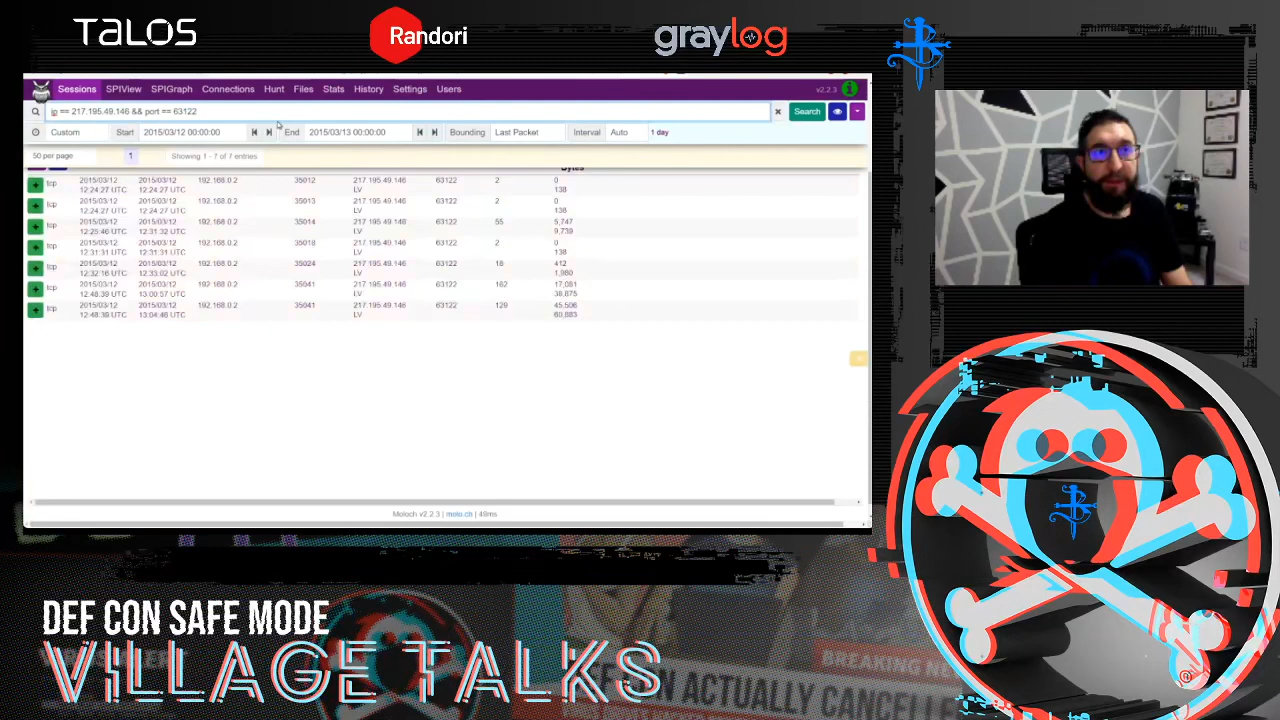 TALOS
Randori
graylog
Sessions SPIView SPIGraph Connections Hunt Files Stats History Settings Users
v2.2.3
ip == 217.195.49.146 && port == 63122
Search
Custom Start 2015/03/12 00:00:00 End 2015/03/13 00:00:00 Bounding Last Packet Interval Auto 1 day
50 per page 1 Showing 1 - 7 of 7 entries
Bytes
tcp 2015/03/12 2015/03/12 192.168.0.2 35012 217.195.49.146 63122 2 0
12:24:27 UTC 12:24:27 UTC LV 138
tcp 2015/03/12 2015/03/12 192.168.0.2 35013 217.195.49.146 63122 2 0
12:24:27 UTC 12:24:27 UTC LV 138
tcp 2015/03/12 2015/03/12 192.168.0.2 35014 217.195.49.146 63122 55 5,747
12:25:46 UTC 12:31:32 UTC LV 9,739
tcp 2015/03/12 2015/03/12 192.168.0.2 35018 217.195.49.146 63122 2 0
12:31:31 UTC 12:31:31 UTC LV 138
tcp 2015/03/12 2015/03/12 192.168.0.2 35024 217.195.49.146 63122 18 412
12:32:16 UTC 12:33:02 UTC LV 1,980
tcp 2015/03/12 2015/03/12 192.168.0.2 35041 217.195.49.146 63122 162 17,081
12:48:39 UTC 13:00:57 UTC LV 38,875
tcp 2015/03/12 2015/03/12 192.168.0.2 35041 217.195.49.146 63122 129 45,506
12:48:39 UTC 13:04:46 UTC LV 60,883
Moloch v2.2.3 | molo.ch | 49ms
DEF CON SAFE MODE
VILLAGE TALKS
BREAKING
CON ACTUALLY